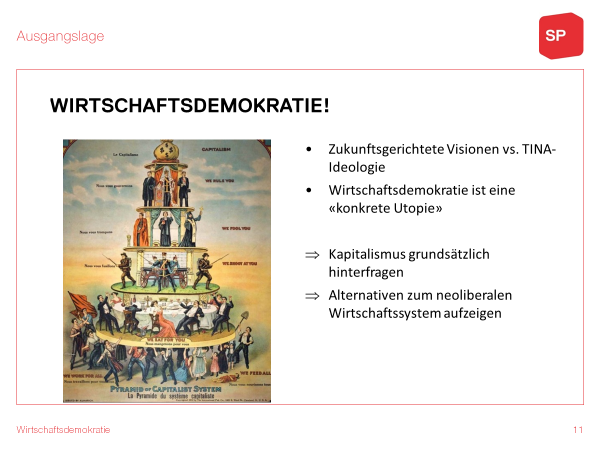 Ausgangslage
SP
WIRTSCHAFTSDEMOKRATIE!
• Zukunftsgerichtete Visionen vs. TINA-
Ideologie
• Wirtschaftsdemokratie ist eine
«konkrete Utopie»
⇒ Kapitalismus grundsätzlich
hinterfragen
⇒ Alternativen zum neoliberalen
Wirtschaftssystem aufzeigen
CAPITALISM
WE RULE YOU
WE FOOL YOU
WE SHOOT AT YOU
WE EAT FOR YOU
WE WORK FOR ALL
WE FEED ALL
PYRAMID OF CAPITALIST SYSTEM
La Pyramide du système capitaliste
Wirtschaftsdemokratie
11